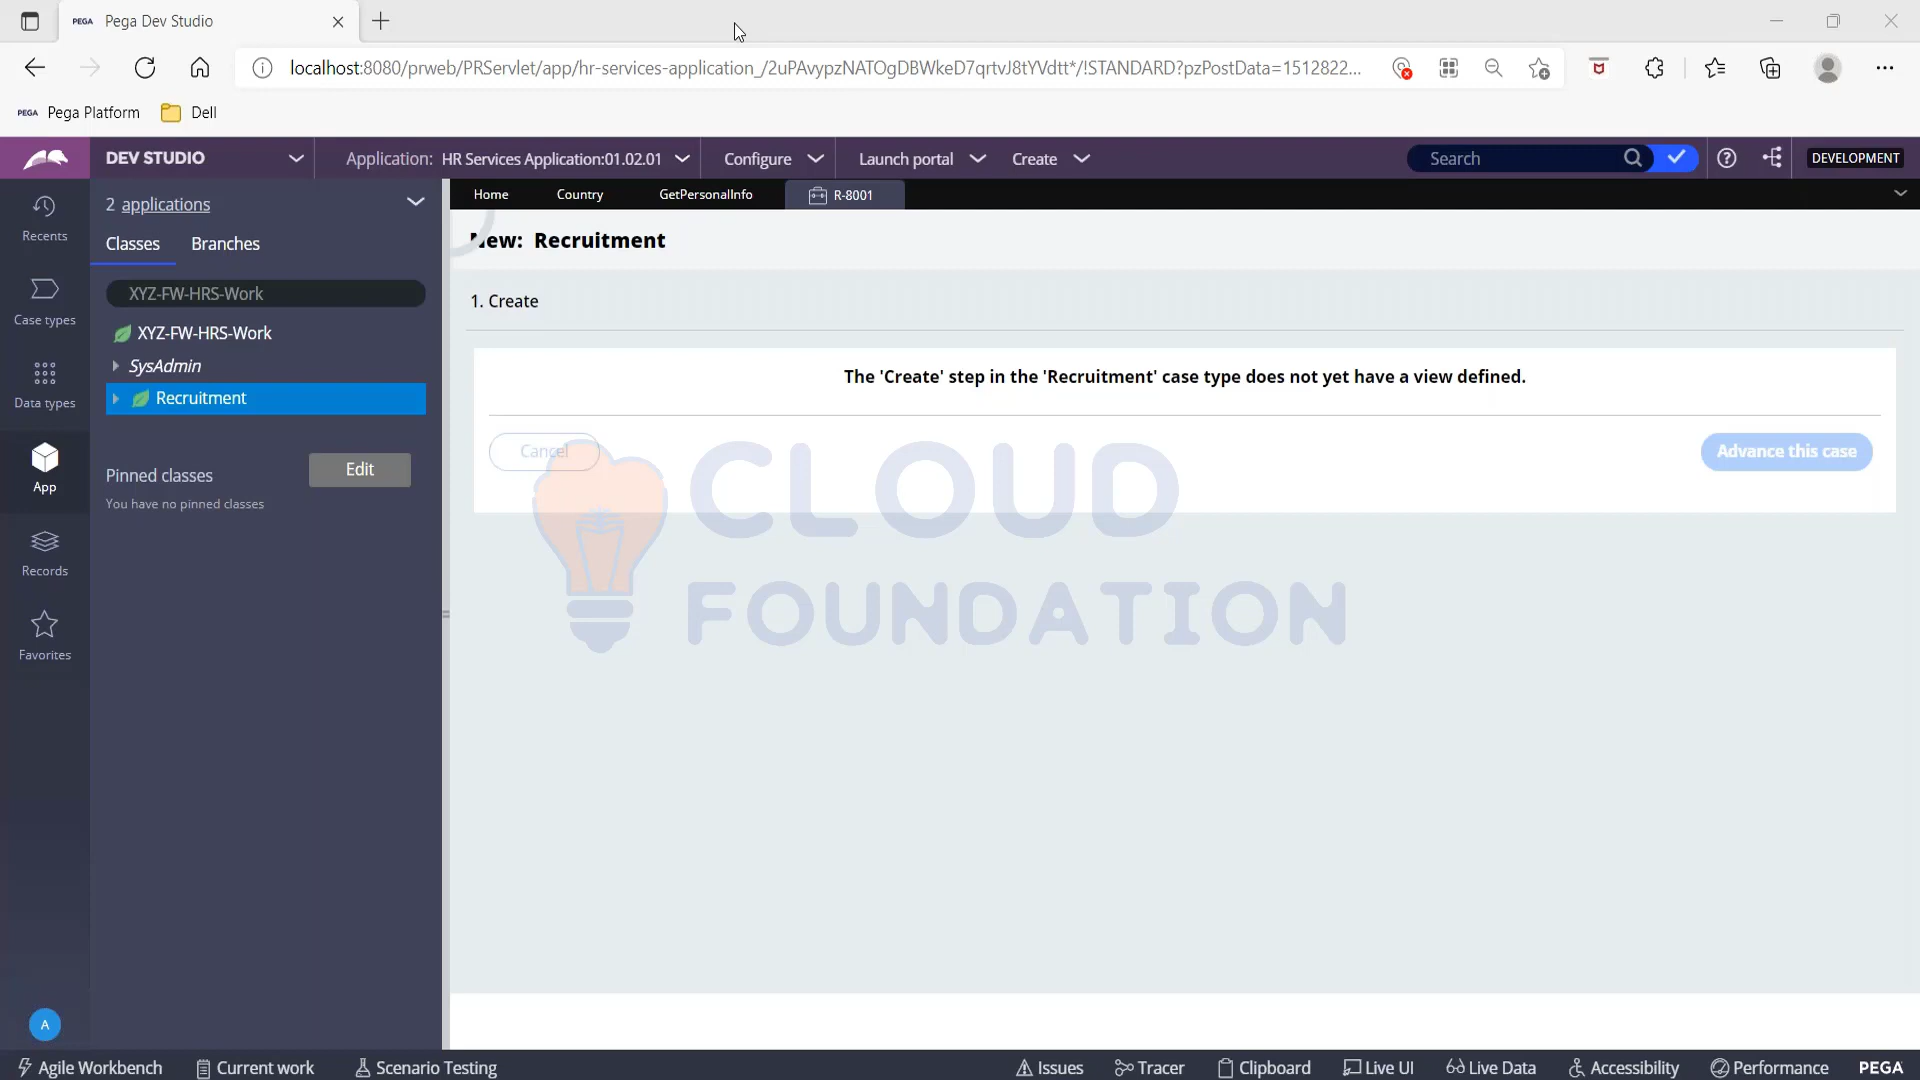 PEGA Pega Dev Studio
localhost:8080/prweb/PRServlet/app/hr-services-application_/2uPAvypzNATOgDBWkeD7qrtvJ8tYVdtt*/!STANDARD?pzPostData=1512822...
PEGA Pega Platform Dell
DEV STUDIO Application: HR Services Application:01.02.01 Configure Launch portal Create Search DEVELOPMENT
Home Country GetPersonalInfo R-8001
Recents
2 applications
Classes Branches
New: Recruitment
XYZ-FW-HRS-Work
1. Create
Case types
XYZ-FW-HRS-Work
SysAdmin
Recruitment
The 'Create' step in the 'Recruitment' case type does not yet have a view defined.
Data types
Cancel Advance this case
App
Pinned classes Edit
You have no pinned classes
CLOUD
FOUNDATION
Records
Favorites
A
Agile Workbench Current work Scenario Testing Issues Tracer Clipboard Live UI Live Data Accessibility Performance PEGA